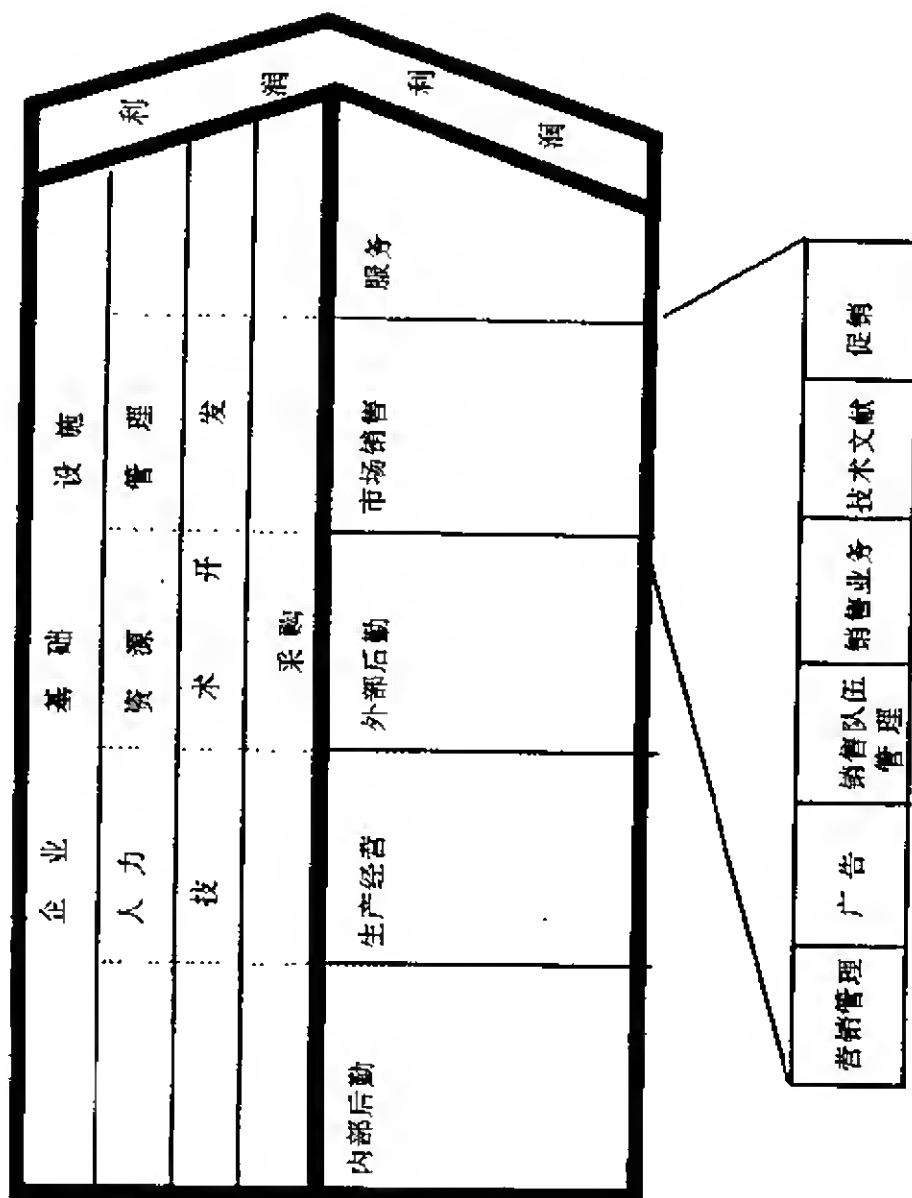 企 业 基 础 设 施
人 力 资 源 管 理
技 术 开 发
采购
内部后勤
生产经营
外部后勤
市场销售
服务
利 润
利 润
营销管理
广告
销售队伍
管理
销售业务
技术文献
促销